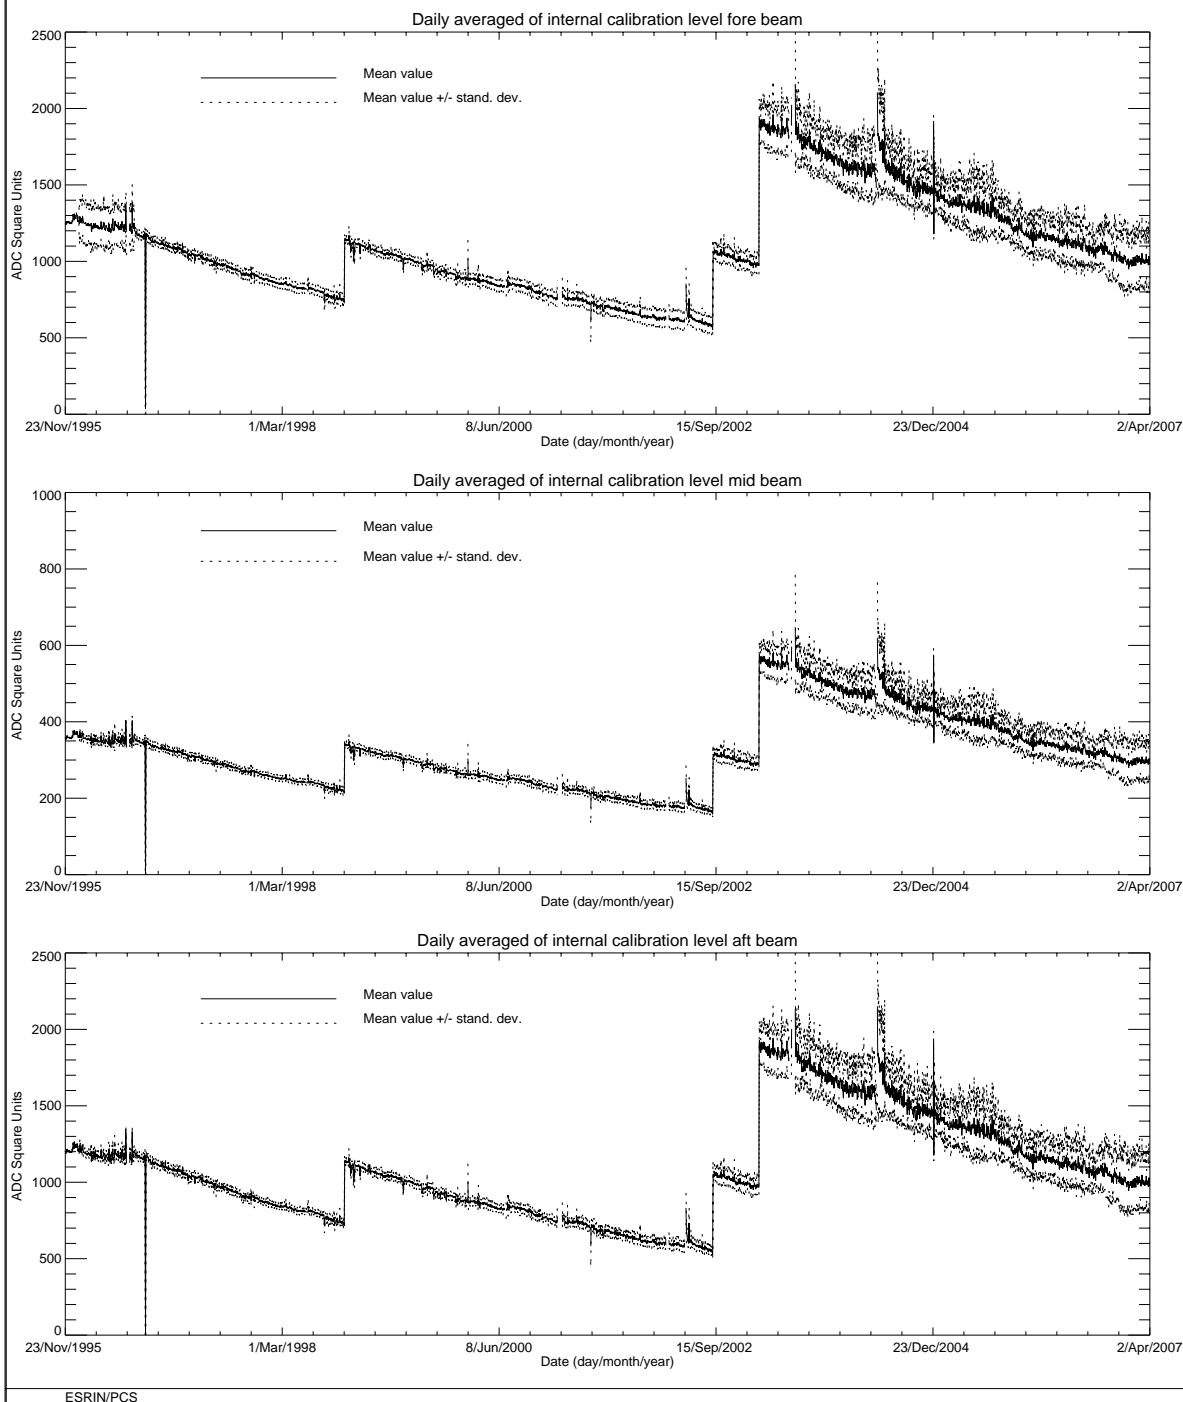 Daily averaged of internal calibration level fore beam
2500
2000
1500
1000
500
0
ADC Square Units
Mean value
Mean value +/- stand. dev.
23/Nov/1995
1/Mar/1998
8/Jun/2000
15/Sep/2002
23/Dec/2004
2/Apr/2007
Date (day/month/year)
Daily averaged of internal calibration level mid beam
1000
800
600
400
200
0
ADC Square Units
Mean value
Mean value +/- stand. dev.
23/Nov/1995
1/Mar/1998
8/Jun/2000
15/Sep/2002
23/Dec/2004
2/Apr/2007
Date (day/month/year)
Daily averaged of internal calibration level aft beam
2500
2000
1500
1000
500
0
ADC Square Units
Mean value
Mean value +/- stand. dev.
23/Nov/1995
1/Mar/1998
8/Jun/2000
15/Sep/2002
23/Dec/2004
2/Apr/2007
Date (day/month/year)
ESRIN/PCS